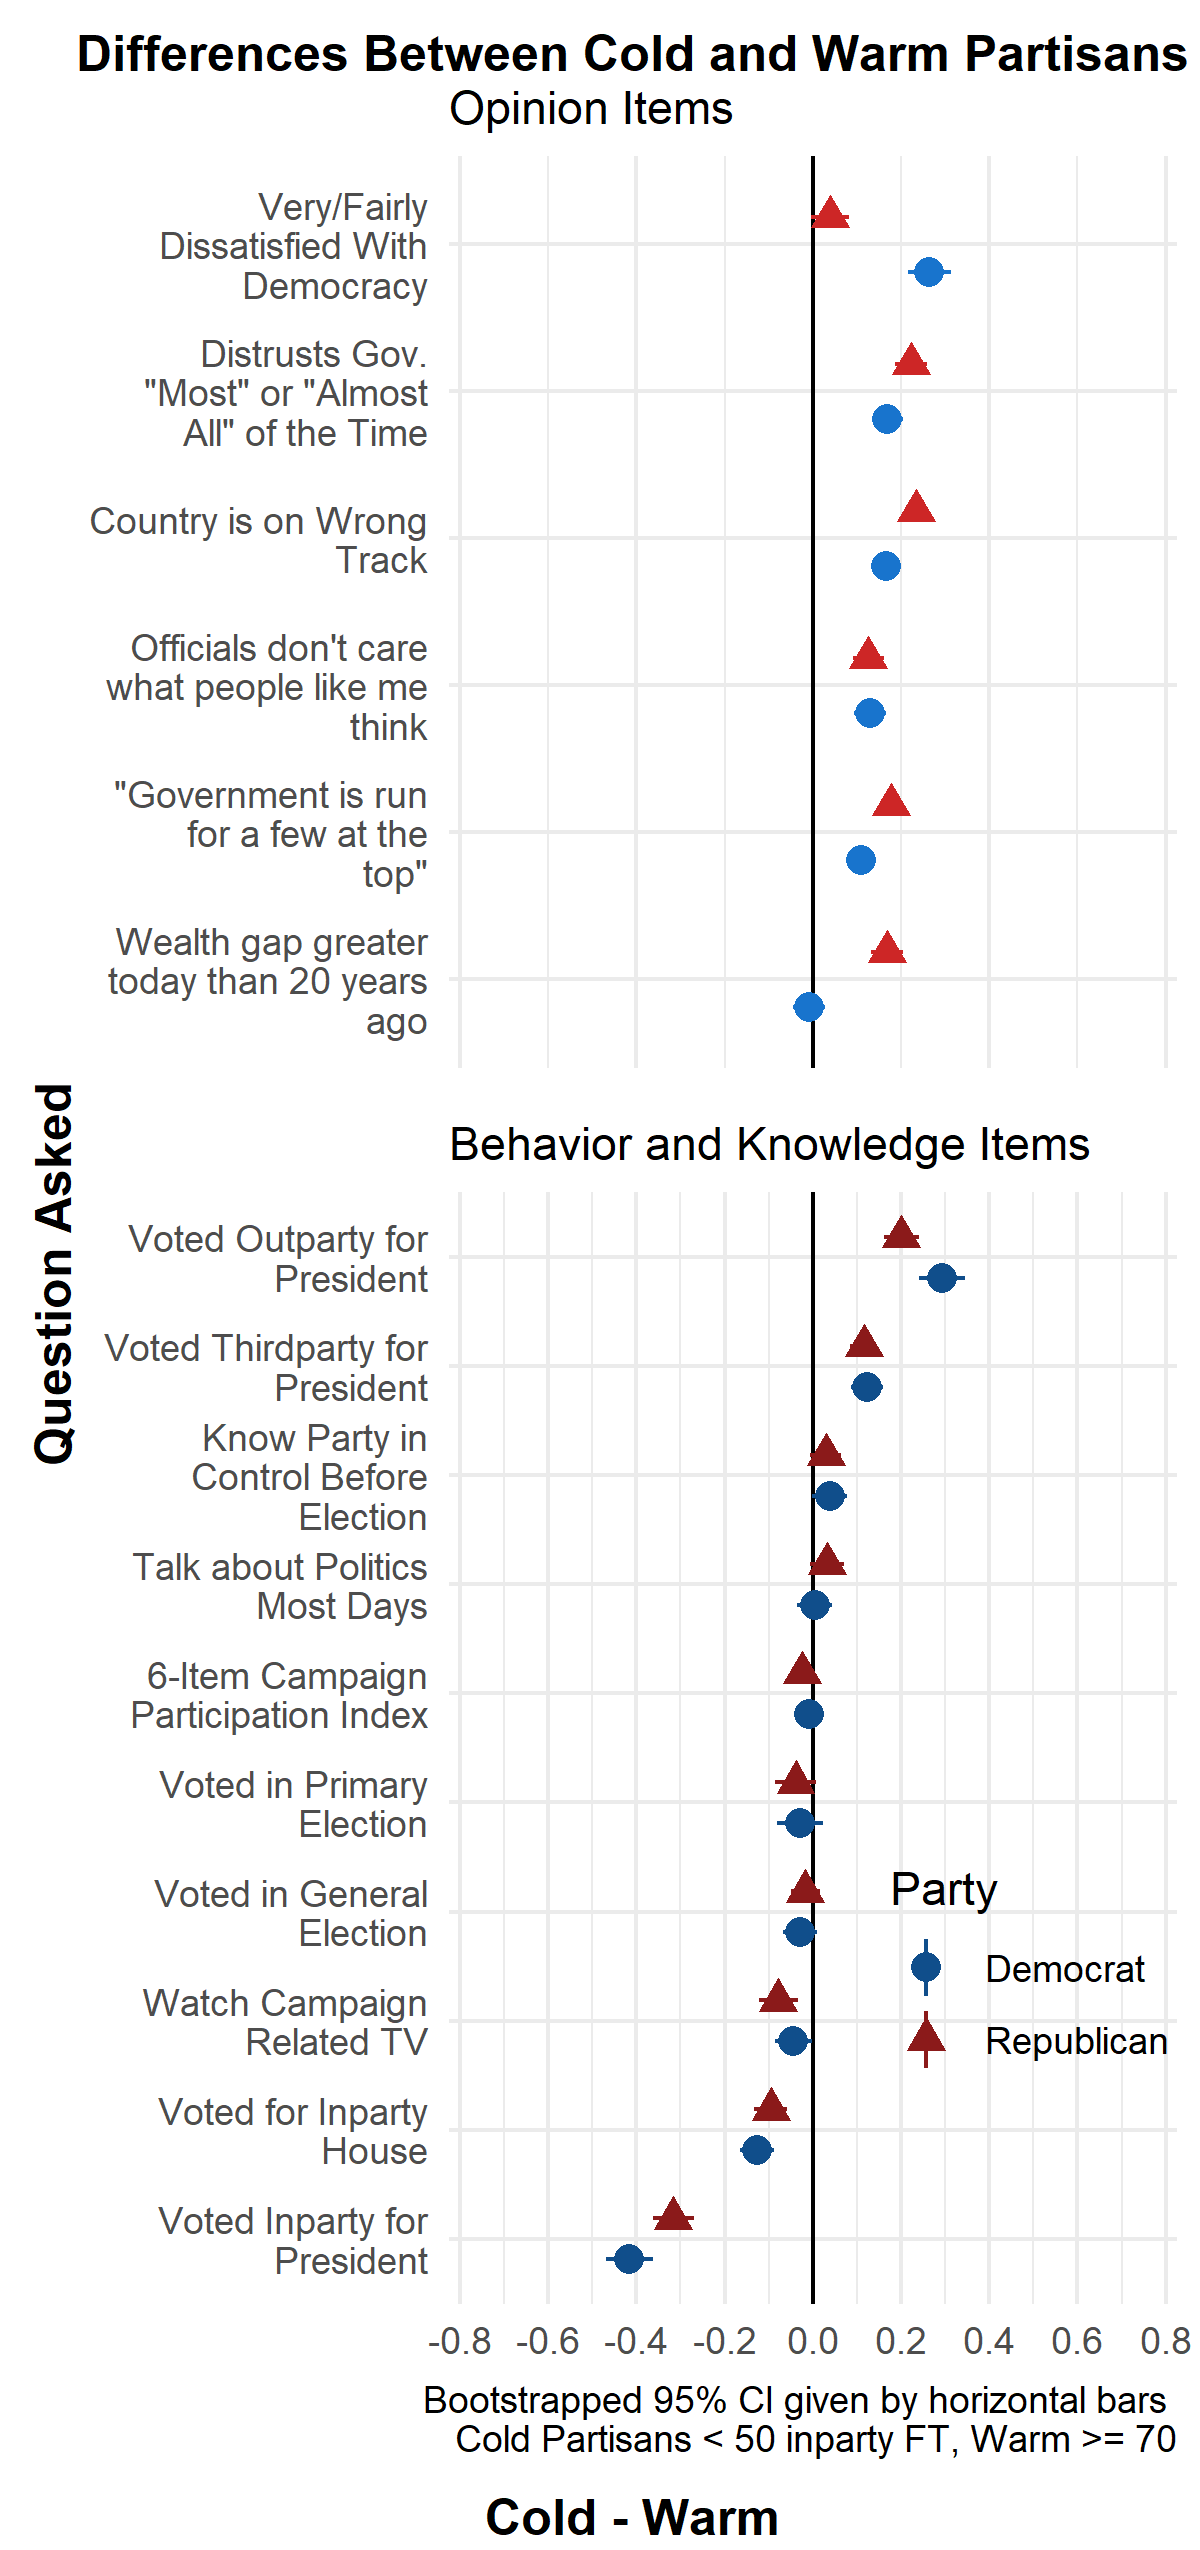 Differences Between Cold and Warm Partisans
Opinion Items
Very/Fairly
Dissatisfied With
Democracy
Distrusts Gov.
"Most" or "Almost
All" of the Time
Country is on Wrong
Track
Officials don't care
what people like me
think
"Government is run
for a few at the
top"
Wealth gap greater
today than 20 years
ago
Question Asked
Behavior and Knowledge Items
Voted Outparty for
President
Voted Thirdparty for
President
Know Party in
Control Before
Election
Talk about Politics
Most Days
6-Item Campaign
Participation Index
Voted in Primary
Election
Voted in General
Election
Watch Campaign
Related TV
Voted for Inparty
House
Voted Inparty for
President
Party
Democrat
Republican
-0.8 -0.6 -0.4 -0.2 0.0 0.2 0.4 0.6 0.8
Bootstrapped 95% CI given by horizontal bars
Cold Partisans < 50 inparty FT, Warm >= 70
Cold - Warm